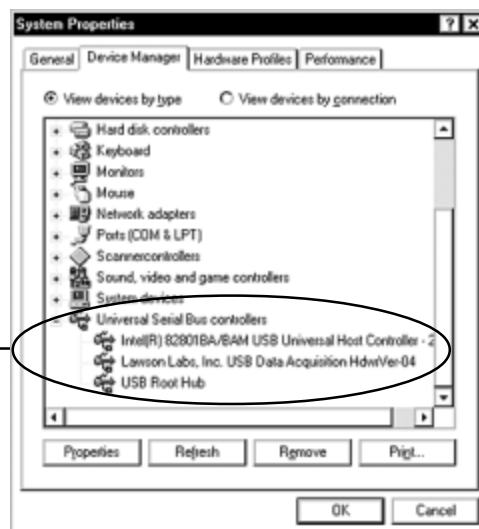 System Properties
General Device Manager Hardware Profiles Performance
View devices by type View devices by connection
Hard disk controllers
Keyboard
Monitors
Mouse
Network adapters
Ports (COM & LPT)
Scannercontrollers
Sound, video and game controllers
System devices
Universal Serial Bus controllers
Intel(R) 82801BA/BAM USB Universal Host Controller - 2
Lawson Labs, Inc. USB Data Acquisition HdwrVer-04
USB Root Hub
Properties Refresh Remove Print...
OK Cancel